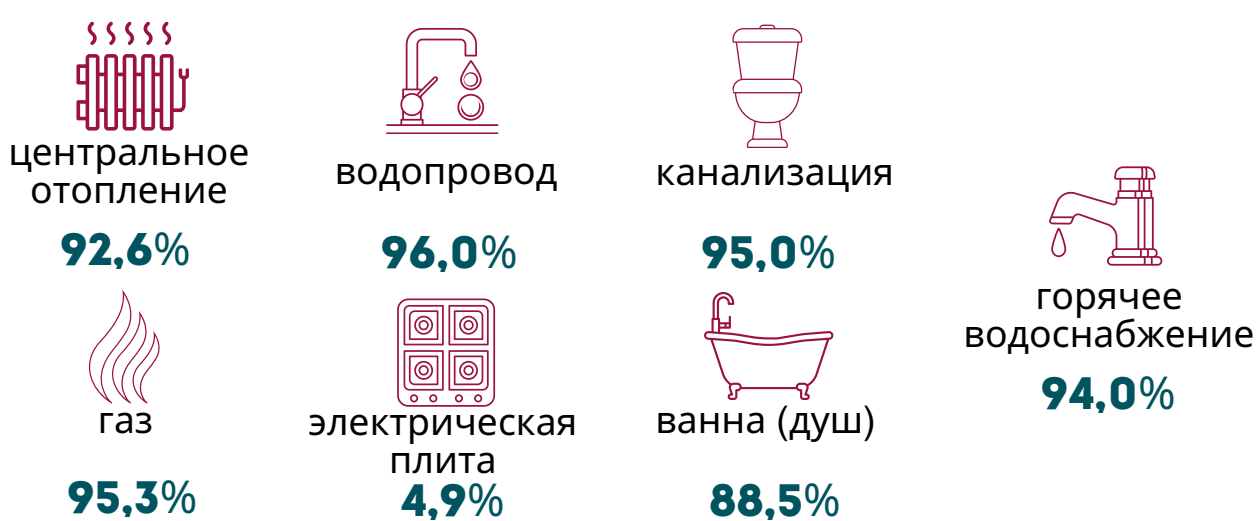 центральное
отопление
92,6%
водопровод
96,0%
канализация
95,0%
горячее
водоснабжение
94,0%
газ
95,3%
электрическая
плита
4,9%
ванна (душ)
88,5%